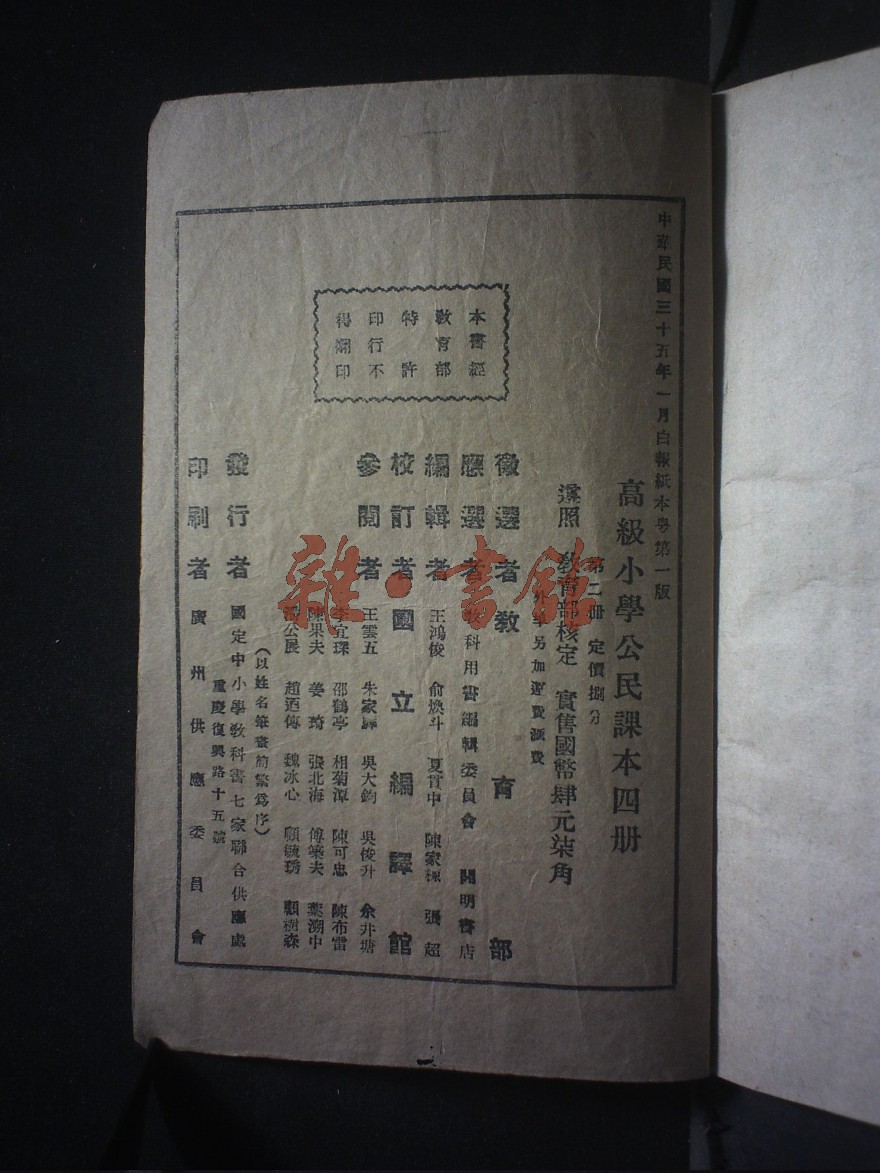 中華民國三十五年一月白報紙本粤第一版
高級小學公民課本四册
第二册 定價捌分
遵照 教育部核定 實售國幣肆元柒角
外埠另加運費滙費
本書經
教育部
特許
印行不
得翻印
徵選者教育部
應選者教科用書編輯委員會 開明書店
編輯者王鴻俊 俞煥斗 夏貫中 陳家棟 張超
校訂者國立編譯館
參閱者王雲五 朱家驊 吳大鈞 吳俊升 余井塘
李宜琛 邵鶴亭 相菊潭 陳可忠 陳布雷
陳果夫 姜琦 張北海 傅築夫 葉溯中
潘公展 趙迺傳 魏冰心 顧毓琇 顧樹森
(以姓名筆畫簡繁爲序)
發行者 國定中小學教科書七家聯合供應處
重慶復興路十五號
印刷者 廣州供應委員會
雜·書館